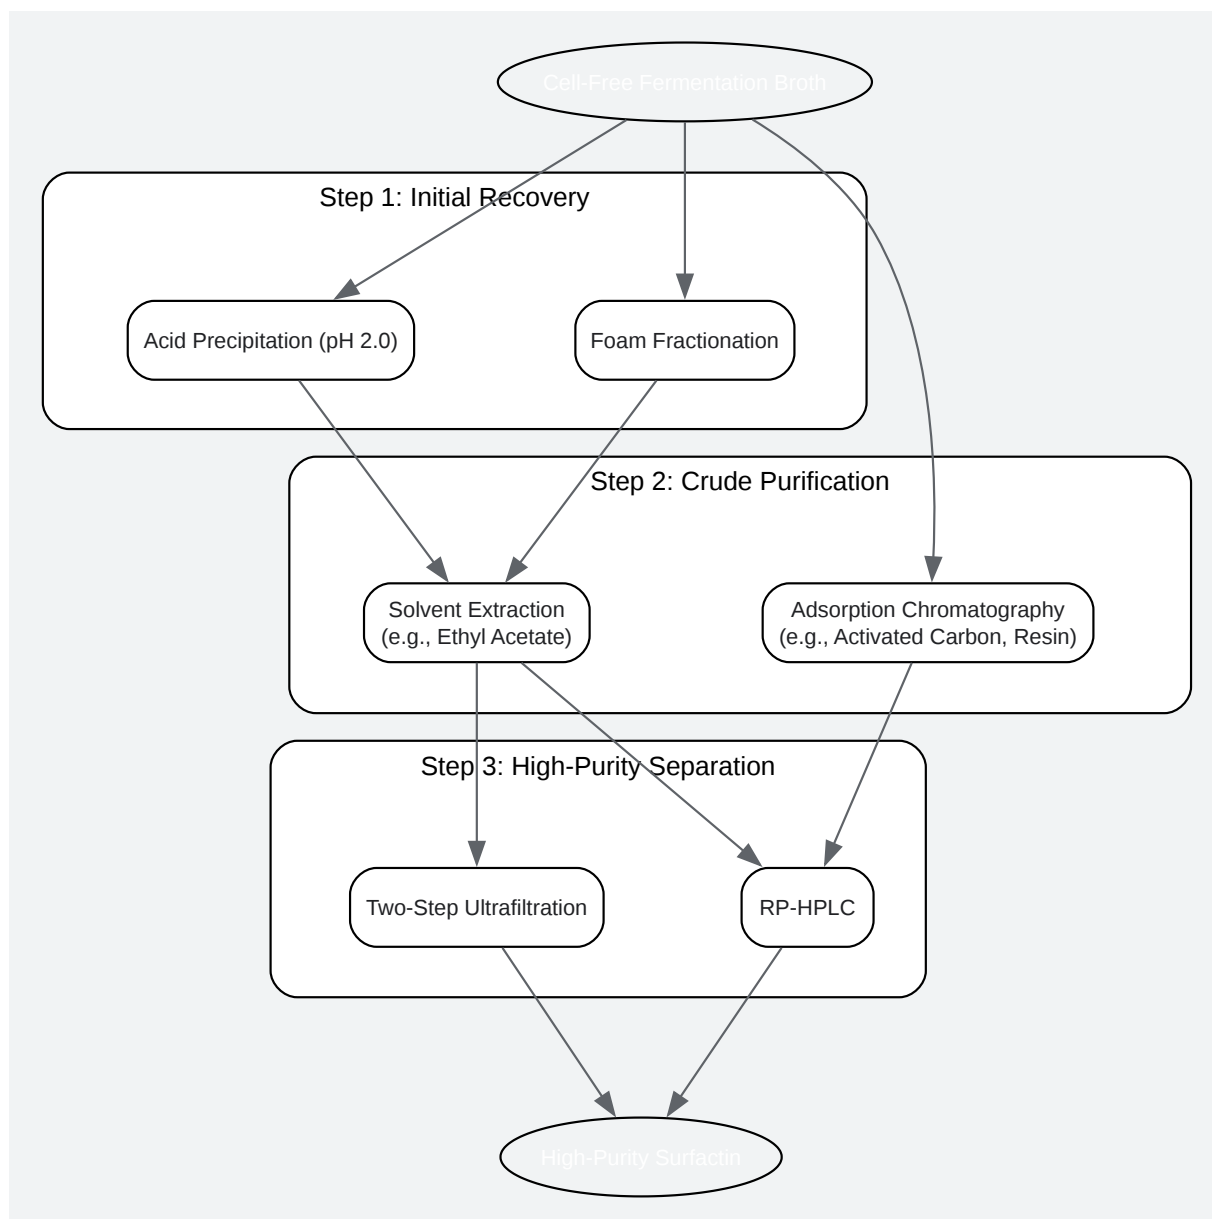 Cell-Free Fermentation Broth
Step 1: Initial Recovery
Acid Precipitation (pH 2.0)
Foam Fractionation
Step 2: Crude Purification
Solvent Extraction
(e.g., Ethyl Acetate)
Adsorption Chromatography
(e.g., Activated Carbon, Resin)
Step 3: High-Purity Separation
Two-Step Ultrafiltration
RP-HPLC
High-Purity Surfactin